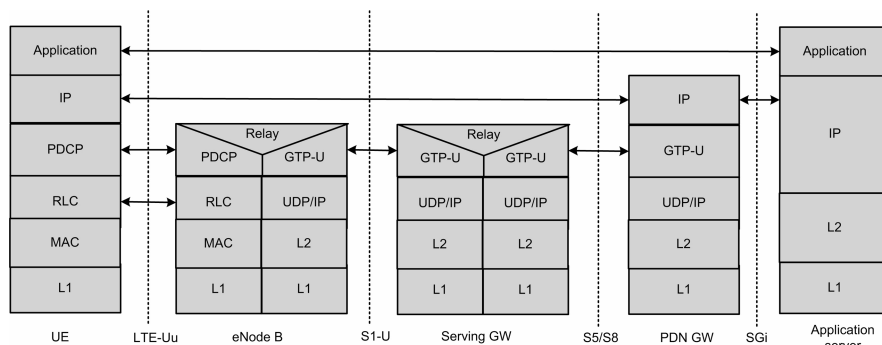 Application
Application
IP
IP
IP
Relay
Relay
PDCP
PDCP
GTP-U
GTP-U
GTP-U
GTP-U
RLC
RLC
UDP/IP
UDP/IP
UDP/IP
UDP/IP
MAC
MAC
L2
L2
L2
L2
L2
L1
L1
L1
L1
L1
L1
L1
UE
LTE-Uu
eNode B
S1-U
Serving GW
S5/S8
PDN GW
SGi
Application
server